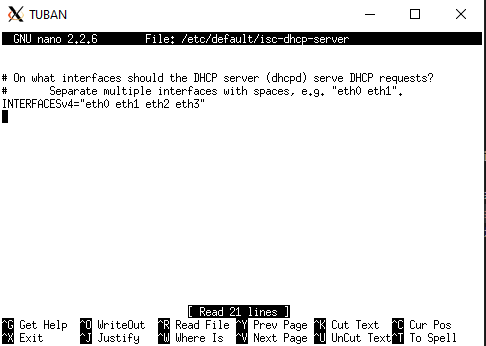 TUBAN
GNU nano 2.2.6 File: /etc/default/isc-dhcp-server
# On what interfaces should the DHCP server (dhcpd) serve DHCP requests?
# Separate multiple interfaces with spaces, e.g. "eth0 eth1".
INTERFACESv4="eth0 eth1 eth2 eth3"
[ Read 21 lines ]
^G Get Help ^O WriteOut ^R Read File ^Y Prev Page ^K Cut Text ^C Cur Pos
^X Exit ^J Justify ^W Where Is ^V Next Page ^U UnCut Text ^T To Spell